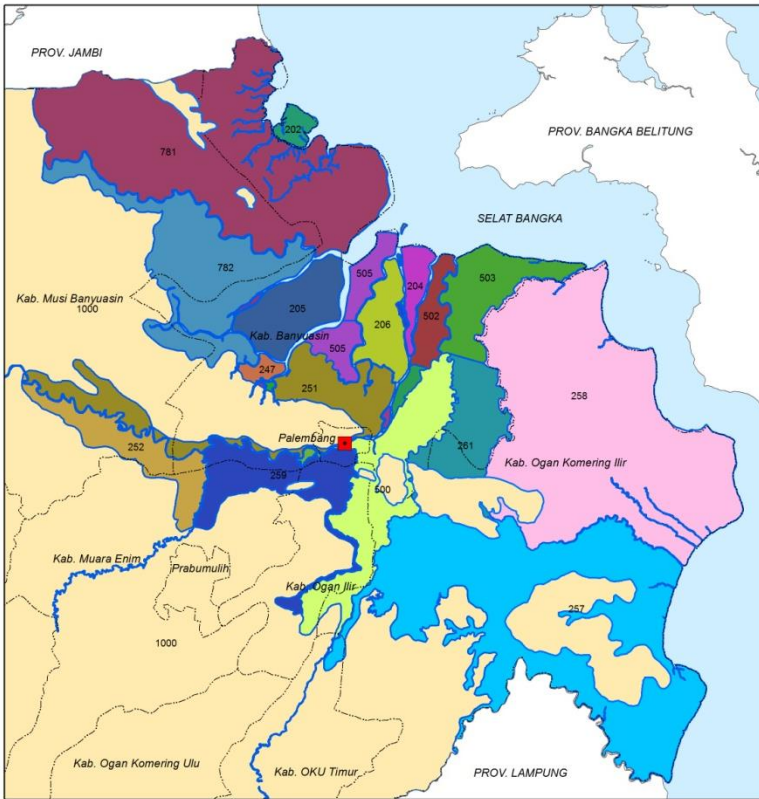 PROV. JAMBI
202
PROV. BANGKA BELITUNG
781
SELAT BANGKA
782
505
204
503
Kab. Musi Banyuasin
1000
205
206
502
Kab. Banyuasin
505
247
251
258
Palembang
252
261
Kab. Ogan Komering Ilir
259
500
Kab. Muara Enim
Prabumulih
Kab. Ogan Ilir
257
1000
Kab. Ogan Komering Ulu
Kab. OKU Timur
PROV. LAMPUNG